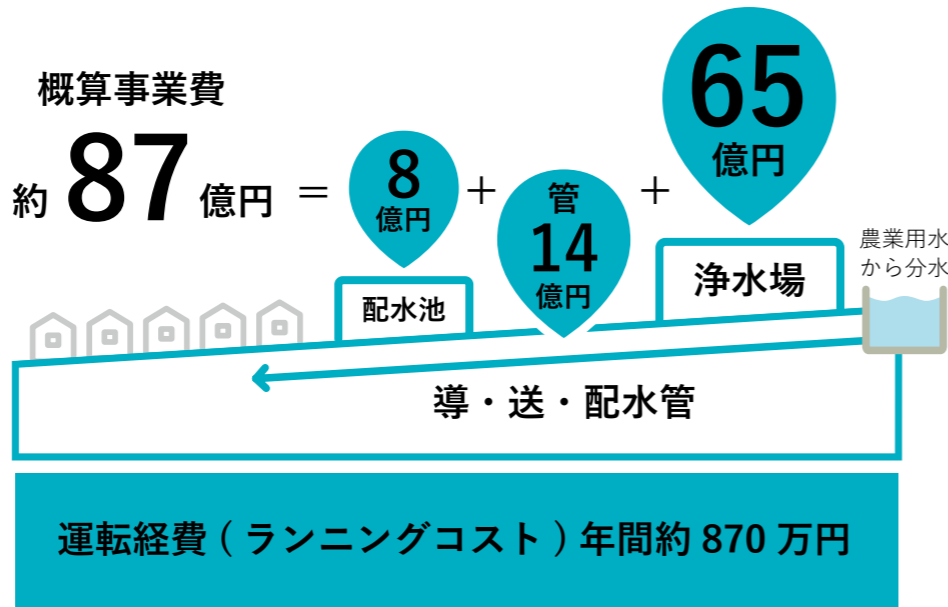 概算事業費
約 87 億円 = 8 億円 + 管 14 億円 + 65 億円
農業用水
から分水
配水池
浄水場
導・送・配水管
運転経費 ( ランニングコスト ) 年間約 870 万円